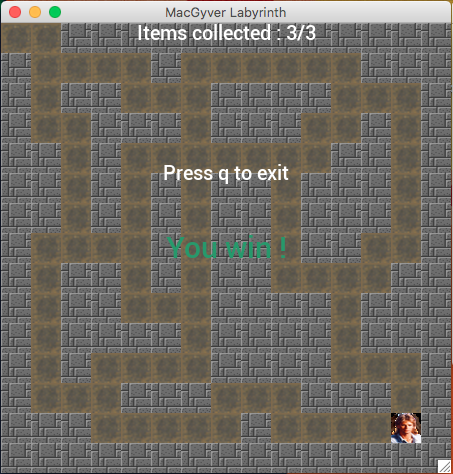 MacGyver Labyrinth
Items collected : 3/3
Press q to exit
You win !